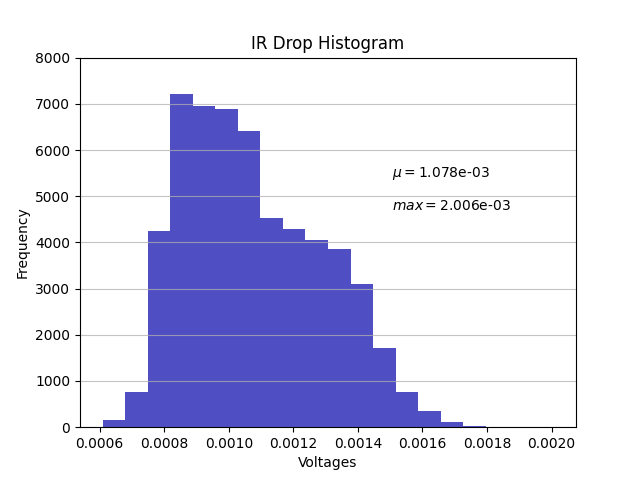 IR Drop Histogram
8000
7000
6000
5000
4000
3000
2000
1000
0
Frequency
μ = 1.078e-03
max = 2.006e-03
0.0006 0.0008 0.0010 0.0012 0.0014 0.0016 0.0018 0.0020
Voltages